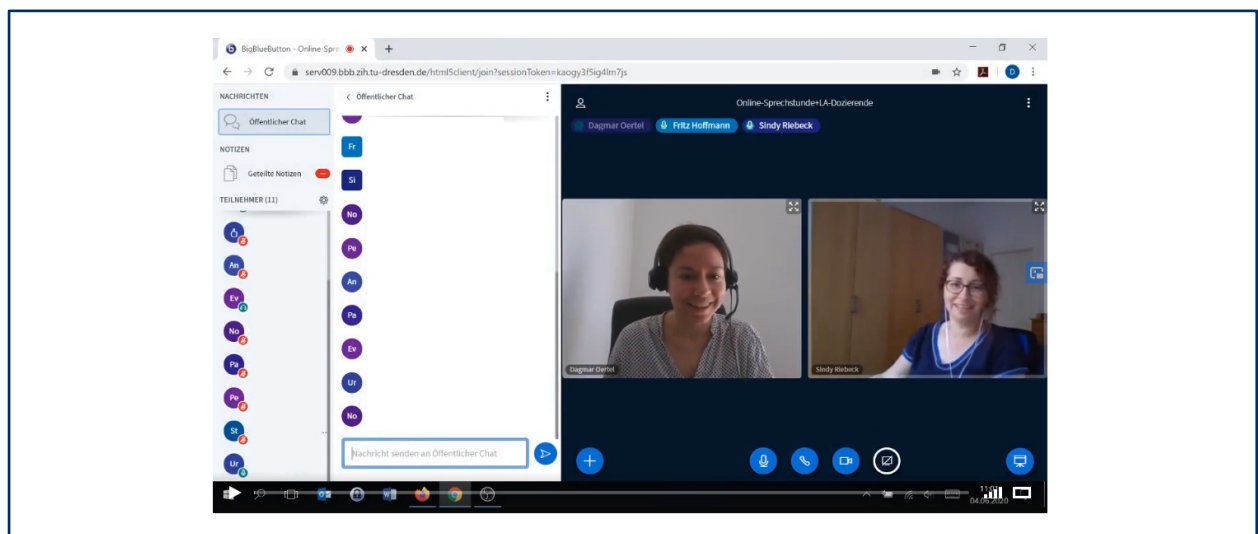 BigBlueButton - Online-Spre
serv009.bbb.zih.tu-dresden.de/html5client/join?sessionToken=kaogy3f5ig4lm7js
D
NACHRICHTEN
Öffentlicher Chat
NOTIZEN
Geteilte Notizen
TEILNEHMER (11)
An
Ev
No
Pa
Pe
St
Ur
Öffentlicher Chat
Fr
Si
No
Pe
An
Pa
Ev
Ur
No
Nachricht senden an Öffentlicher Chat
Online-Sprechstunde+LA-Dozierende
Dagmar Oertel
Fritz Hoffmann
Sindy Riebeck
Dagmar Oertel
Sindy Riebeck
04.06.2020